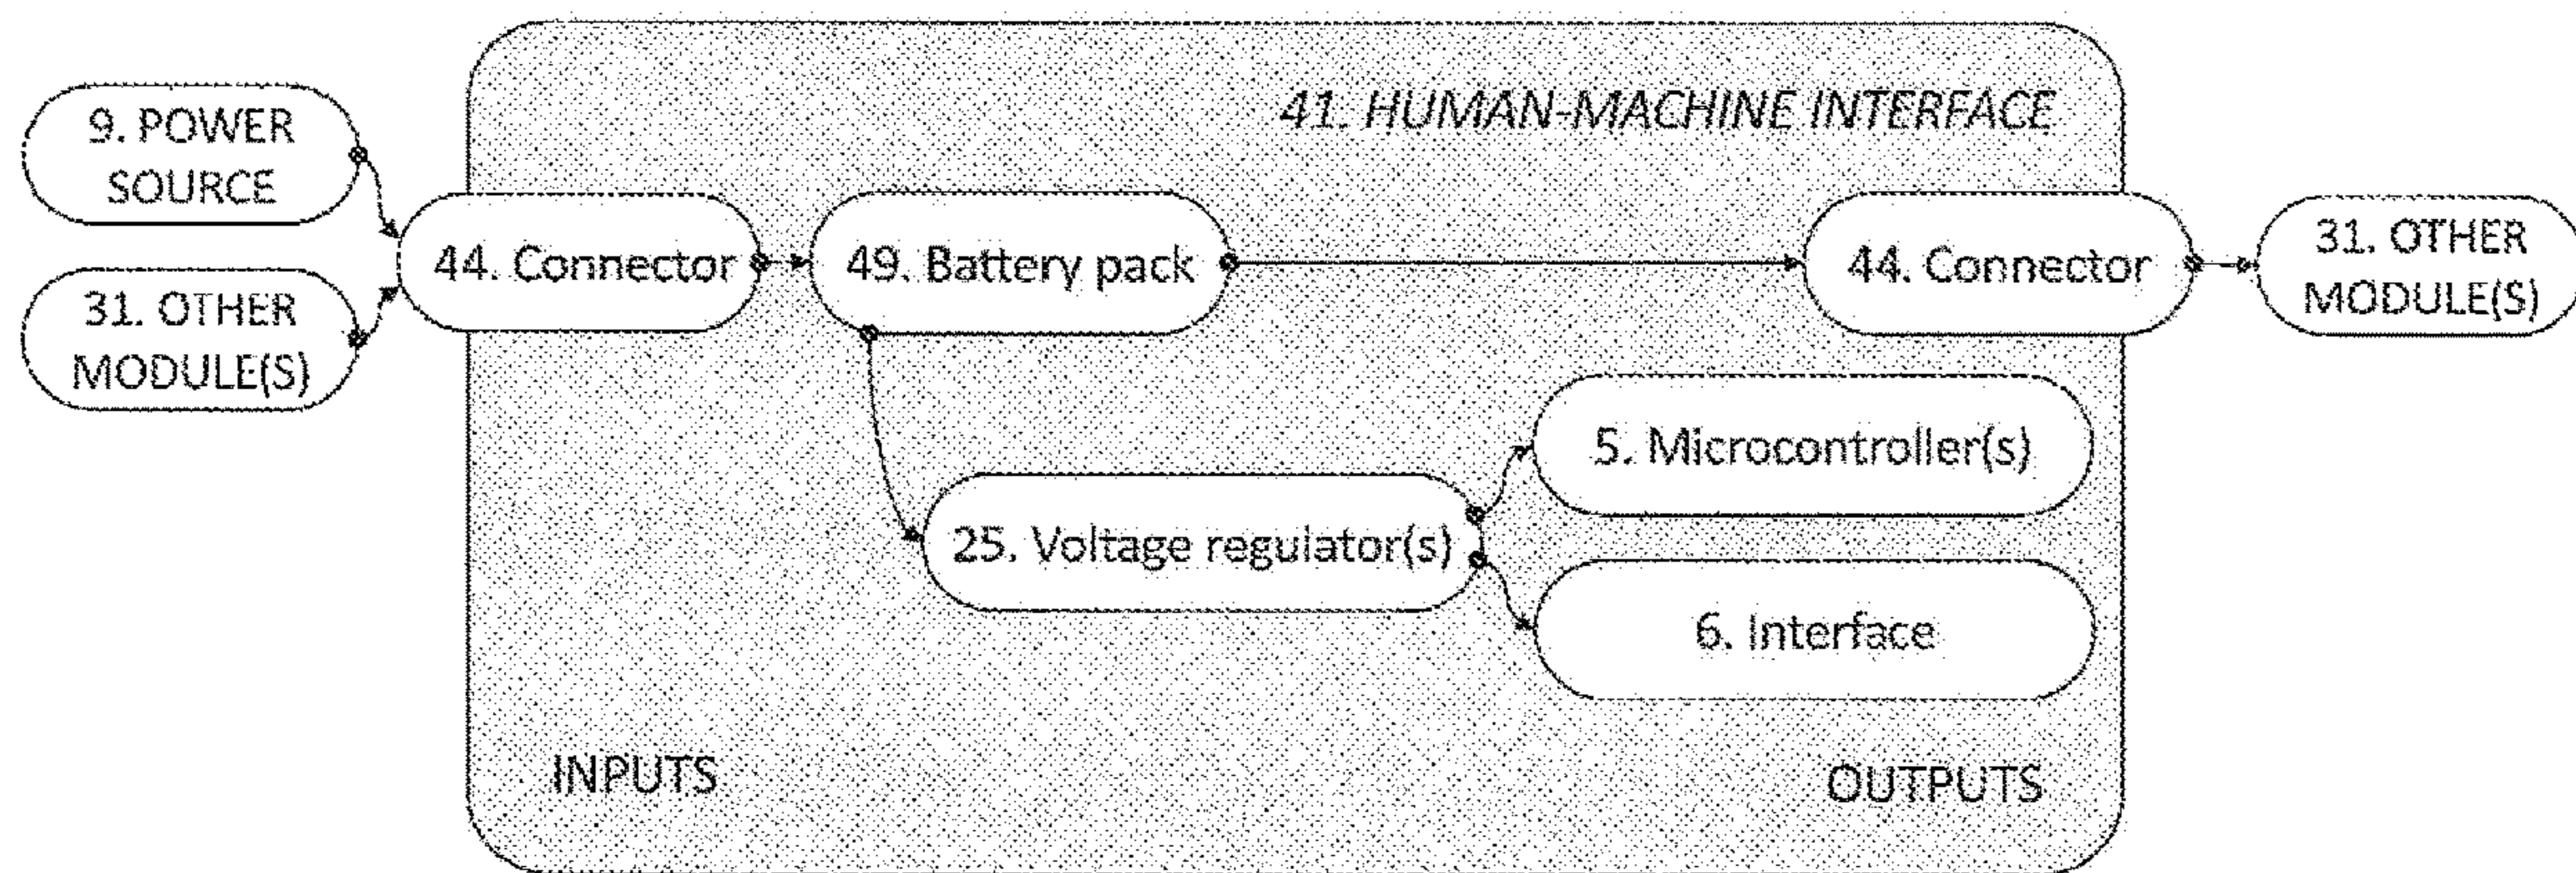 41. HUMAN-MACHINE INTERFACE
9. POWER
SOURCE
31. OTHER
MODULE(S)
44. Connector
49. Battery pack
44. Connector
31. OTHER
MODULE(S)
5. Microcontroller(s)
25. Voltage regulator(s)
6. Interface
INPUTS
OUTPUTS